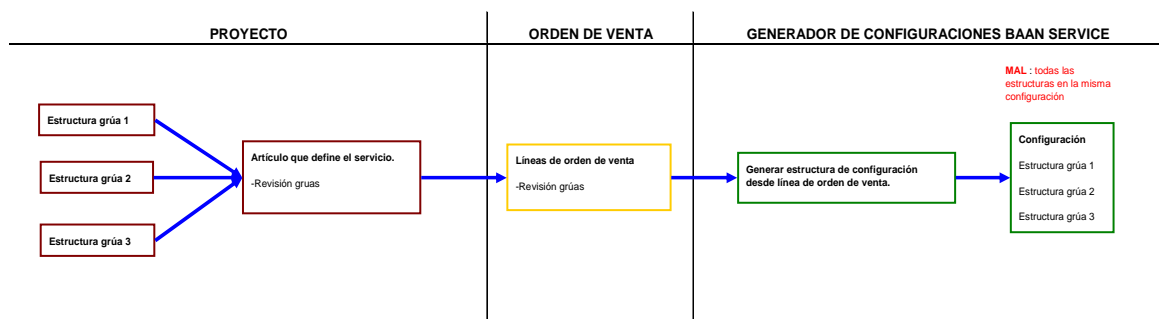 PROYECTO
ORDEN DE VENTA
GENERADOR DE CONFIGURACIONES BAAN SERVICE
MAL : todas las
estructuras en la misma
configuración
Estructura grúa 1
Estructura grúa 2
Estructura grúa 3
Artículo que define el servicio.
-Revisión gruas
Líneas de orden de venta
-Revisión grúas
Generar estructura de configuración
desde línea de orden de venta.
Configuración
Estructura grúa 1
Estructura grúa 2
Estructura grúa 3